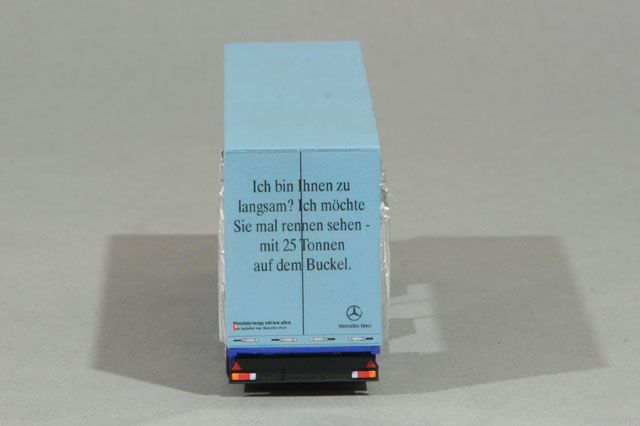 Ich bin Ihnen zu
langsam? Ich möchte
Sie mal rennen sehen -
mit 25 Tonnen
auf dem Buckel.
Mercedes-Benz